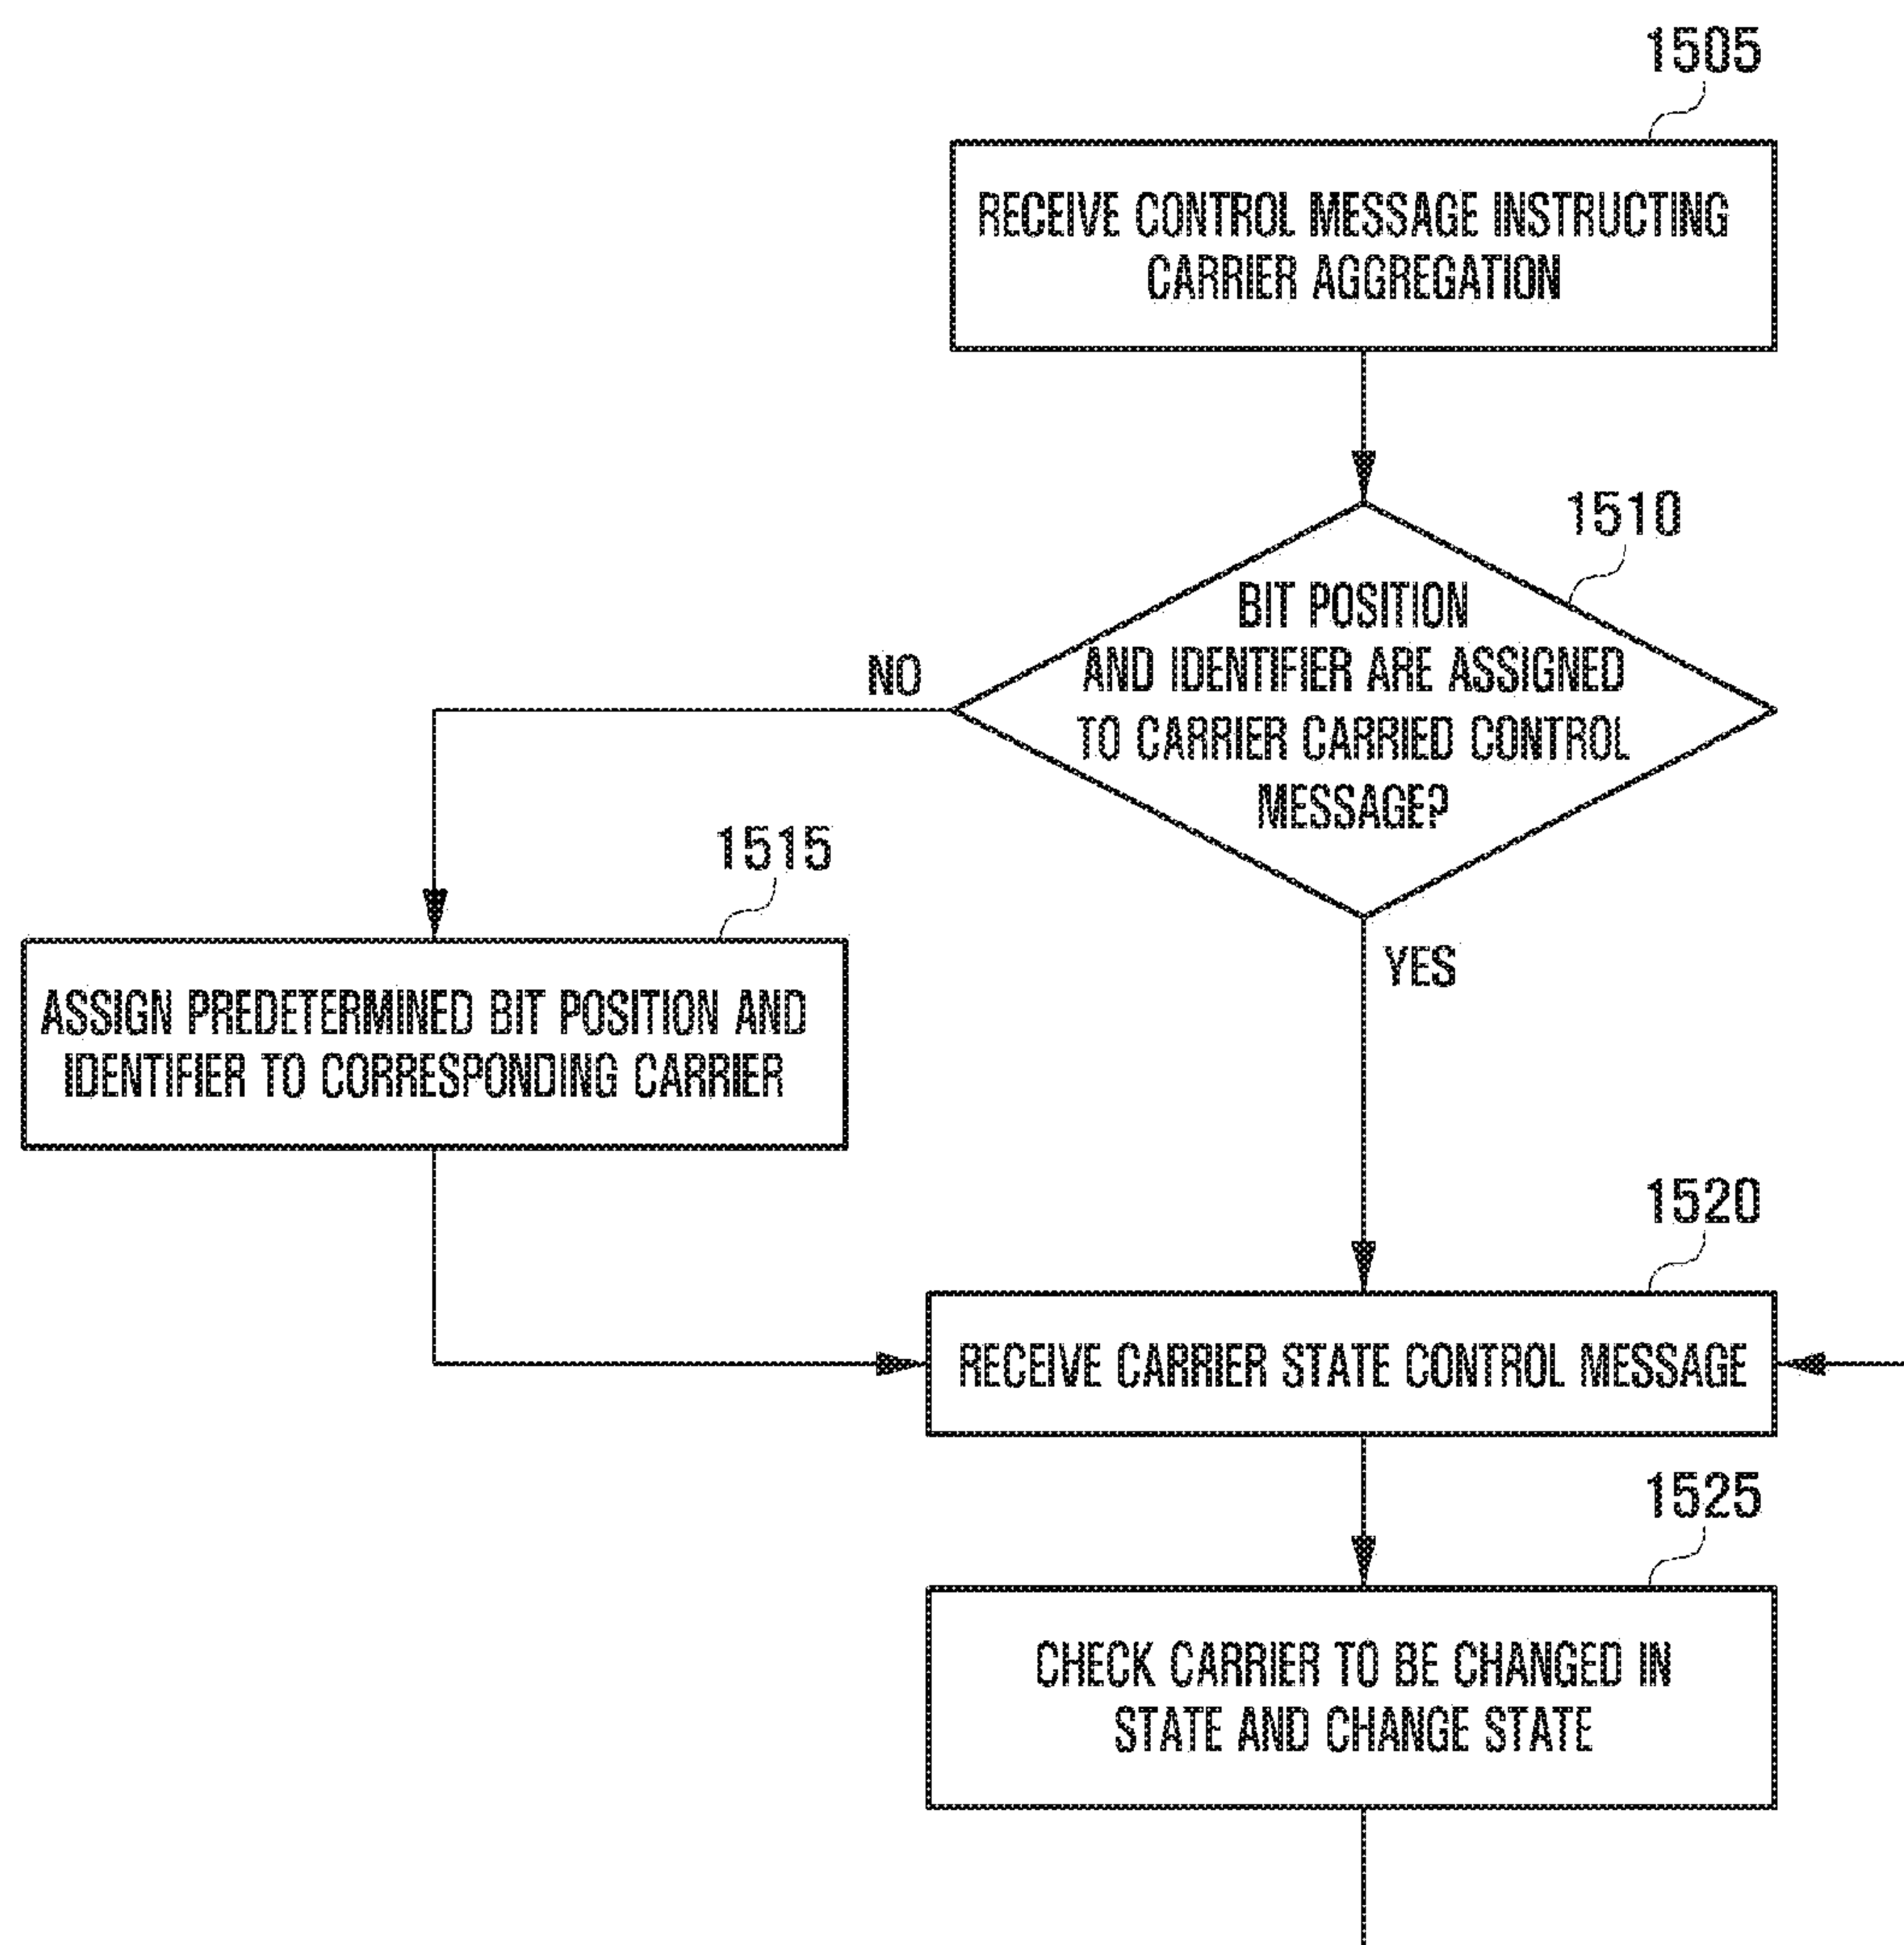 1505
RECEIVE CONTROL MESSAGE INSTRUCTING
CARRIER AGGREGATION
1510
BIT POSITION
AND IDENTIFIER ARE ASSIGNED
TO CARRIER CARRIED CONTROL
MESSAGE?
NO
YES
1515
ASSIGN PREDETERMINED BIT POSITION AND
IDENTIFIER TO CORRESPONDING CARRIER
1520
RECEIVE CARRIER STATE CONTROL MESSAGE
1525
CHECK CARRIER TO BE CHANGED IN
STATE AND CHANGE STATE